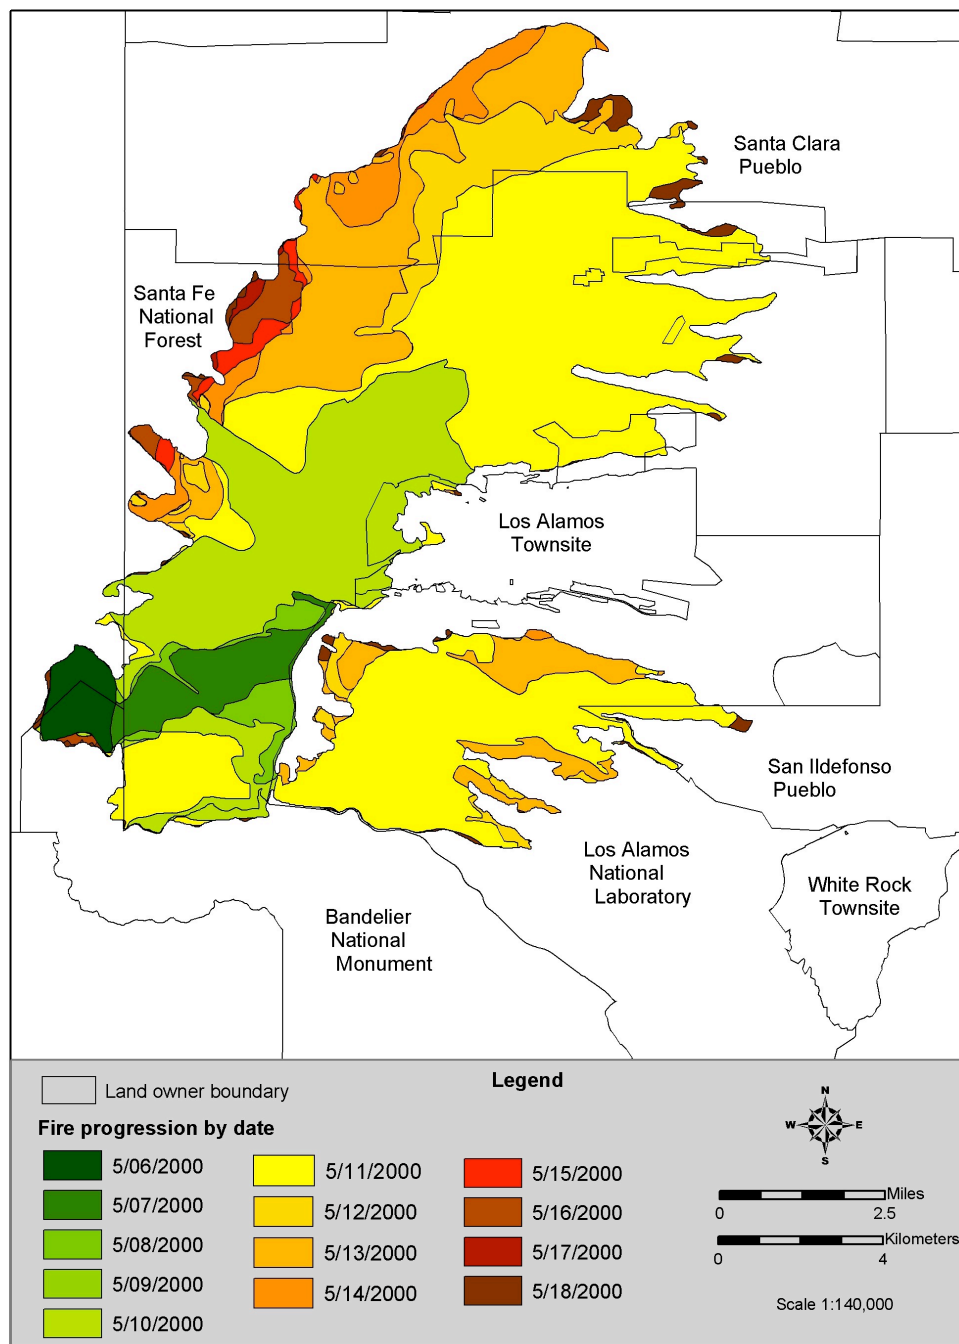 Santa Clara
Pueblo
Santa Fe
National
Forest
Los Alamos
Townsite
San Ildefonso
Pueblo
Los Alamos
National
Laboratory
White Rock
Townsite
Bandelier
National
Monument
Legend
Land owner boundary
Fire progression by date
5/06/2000
5/07/2000
5/08/2000
5/09/2000
5/10/2000
5/11/2000
5/12/2000
5/13/2000
5/14/2000
5/15/2000
5/16/2000
5/17/2000
5/18/2000
N
W E
S
Miles
0 2.5
Kilometers
0 4
Scale 1:140,000